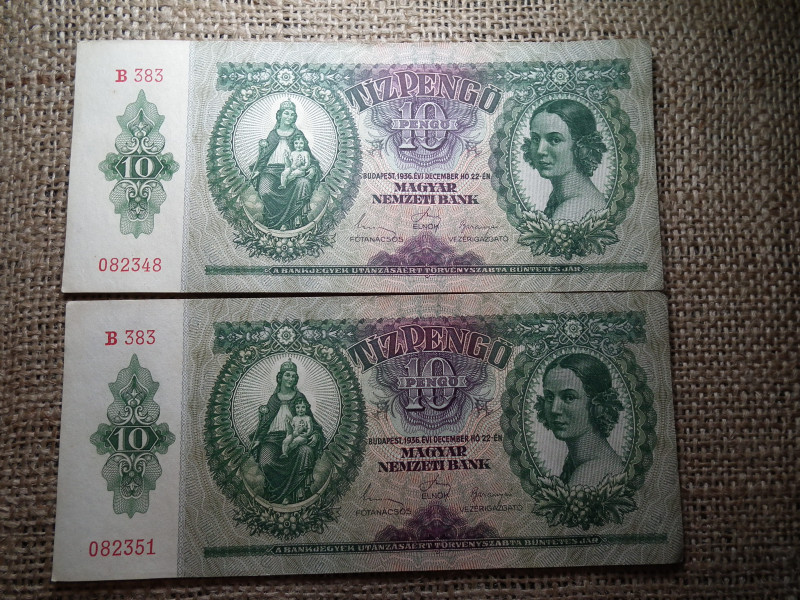 B 383
10
082348
TÍZPENGŐ
10
PENGŐ
BUDAPEST, 1936. ÉVI DECEMBER HÓ 22-ÉN
MAGYAR
NEMZETI BANK
FŐTANÁCSOS ELNÖK VEZÉRIGAZGATÓ
A BANKJEGYEK UTÁNZÁSÁÉRT TÖRVÉNYSZABTA BÜNTETÉS JÁR
B 383
10
082351
TÍZPENGŐ
10
PENGŐ
BUDAPEST, 1936. ÉVI DECEMBER HÓ 22-ÉN
MAGYAR
NEMZETI BANK
FŐTANÁCSOS ELNÖK VEZÉRIGAZGATÓ
A BANKJEGYEK UTÁNZÁSÁÉRT TÖRVÉNYSZABTA BÜNTETÉS JÁR